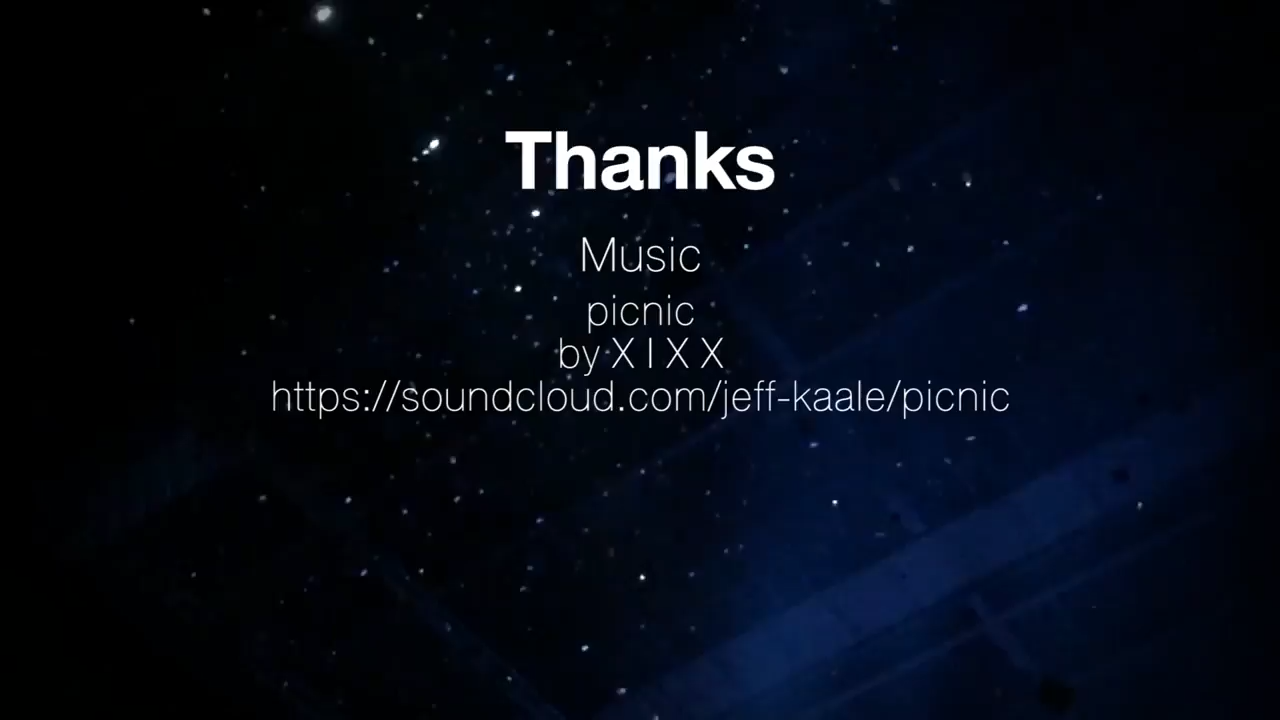 Thanks
Music
picnic
by X I X X
https://soundcloud.com/jeff-kaale/picnic